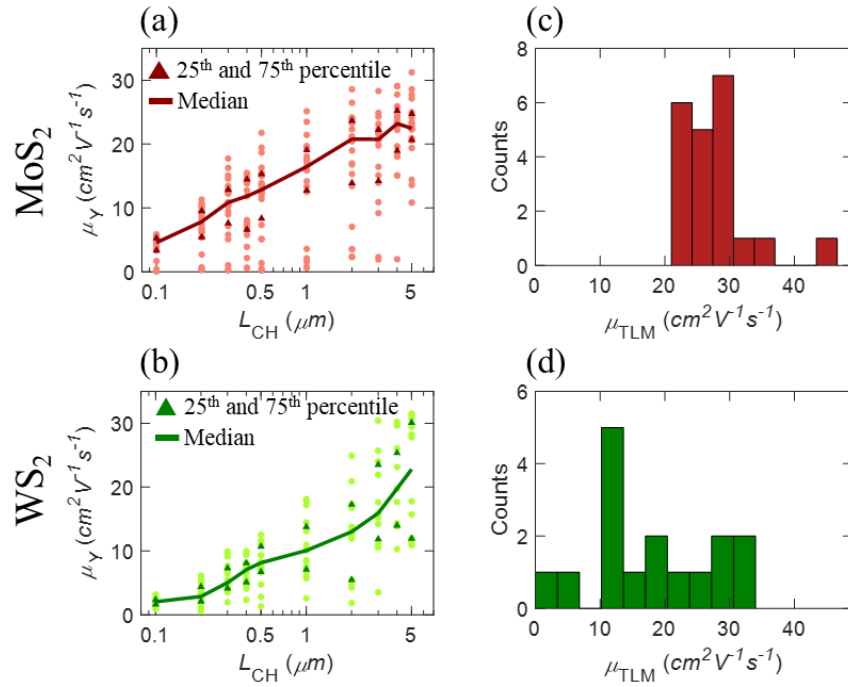 MoS2
(a)
30
20
10
0
25th and 75th percentile
Median
μY (cm2V-1s-1)
0.1 0.5 1 5
LCH (μm)
(c)
8
6
4
2
0
Counts
0 10 20 30 40
μTLM (cm2V-1s-1)
WS2
(b)
30
20
10
0
25th and 75th percentile
Median
μY (cm2V-1s-1)
0.1 0.5 1 5
LCH (μm)
(d)
6
4
2
0
Counts
0 10 20 30 40
μTLM (cm2V-1s-1)